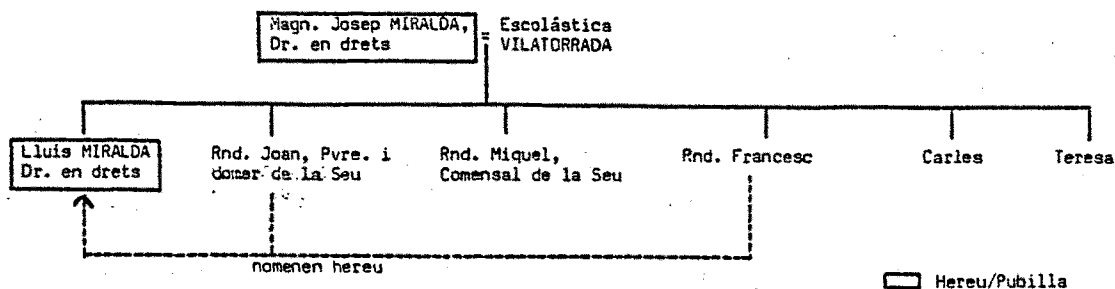 Magn. Josep MIRALDA, = Escolástica
Dr. en drets VILATORRADA
Lluís MIRALDA
Dr. en drets
Rnd. Joan, Pvre. i
domer de la Seu
Rnd. Miquel,
Comensal de la Seu
Rnd. Francesc
Carles
Teresa
nomenen hereu
Hereu/Pubilla